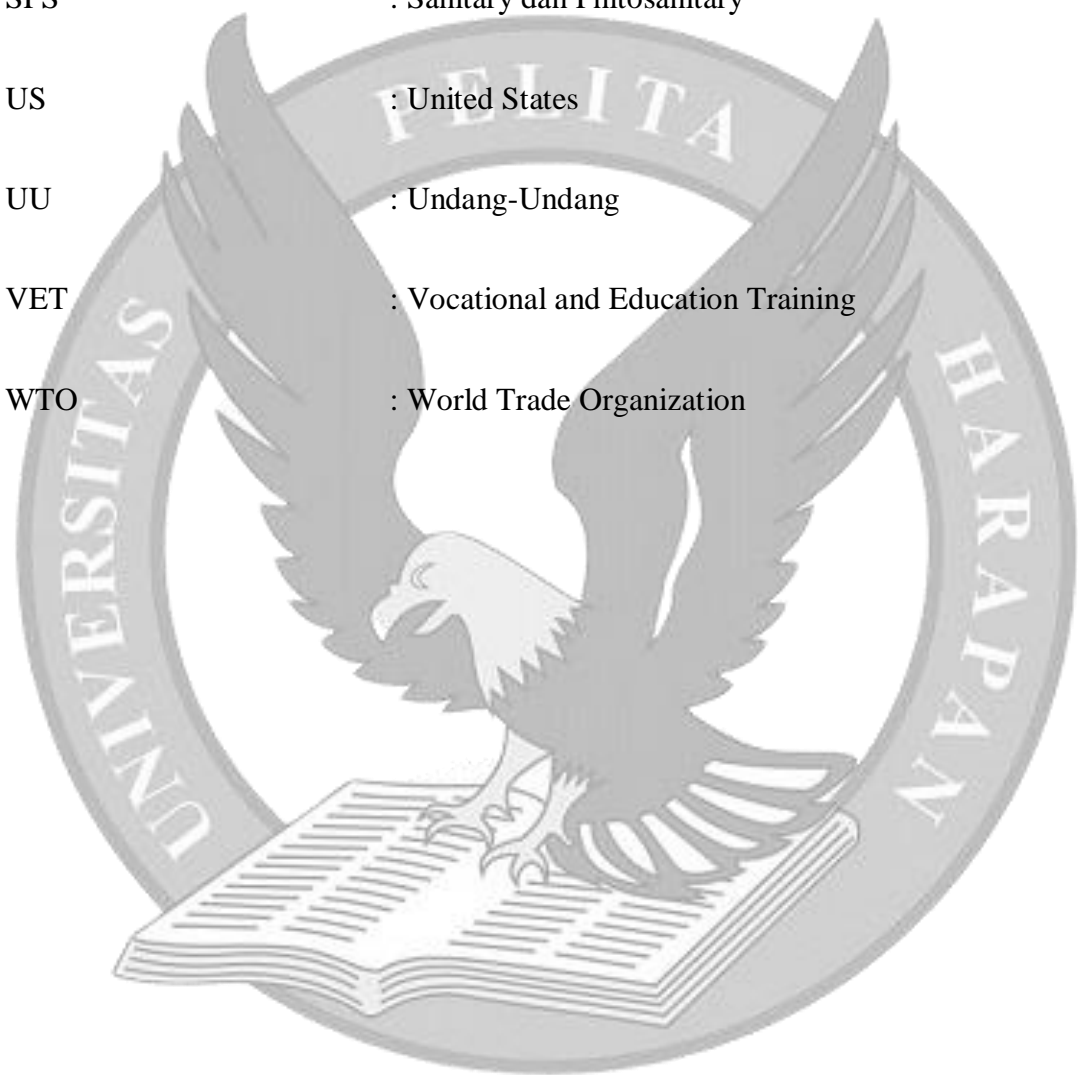 SPS : Sanitary dan Fitosanitary
US : United States
UU : Undang-Undang
VET : Vocational and Education Training
WTO : World Trade Organization
UNIVERSITAS PELITA HARAPAN